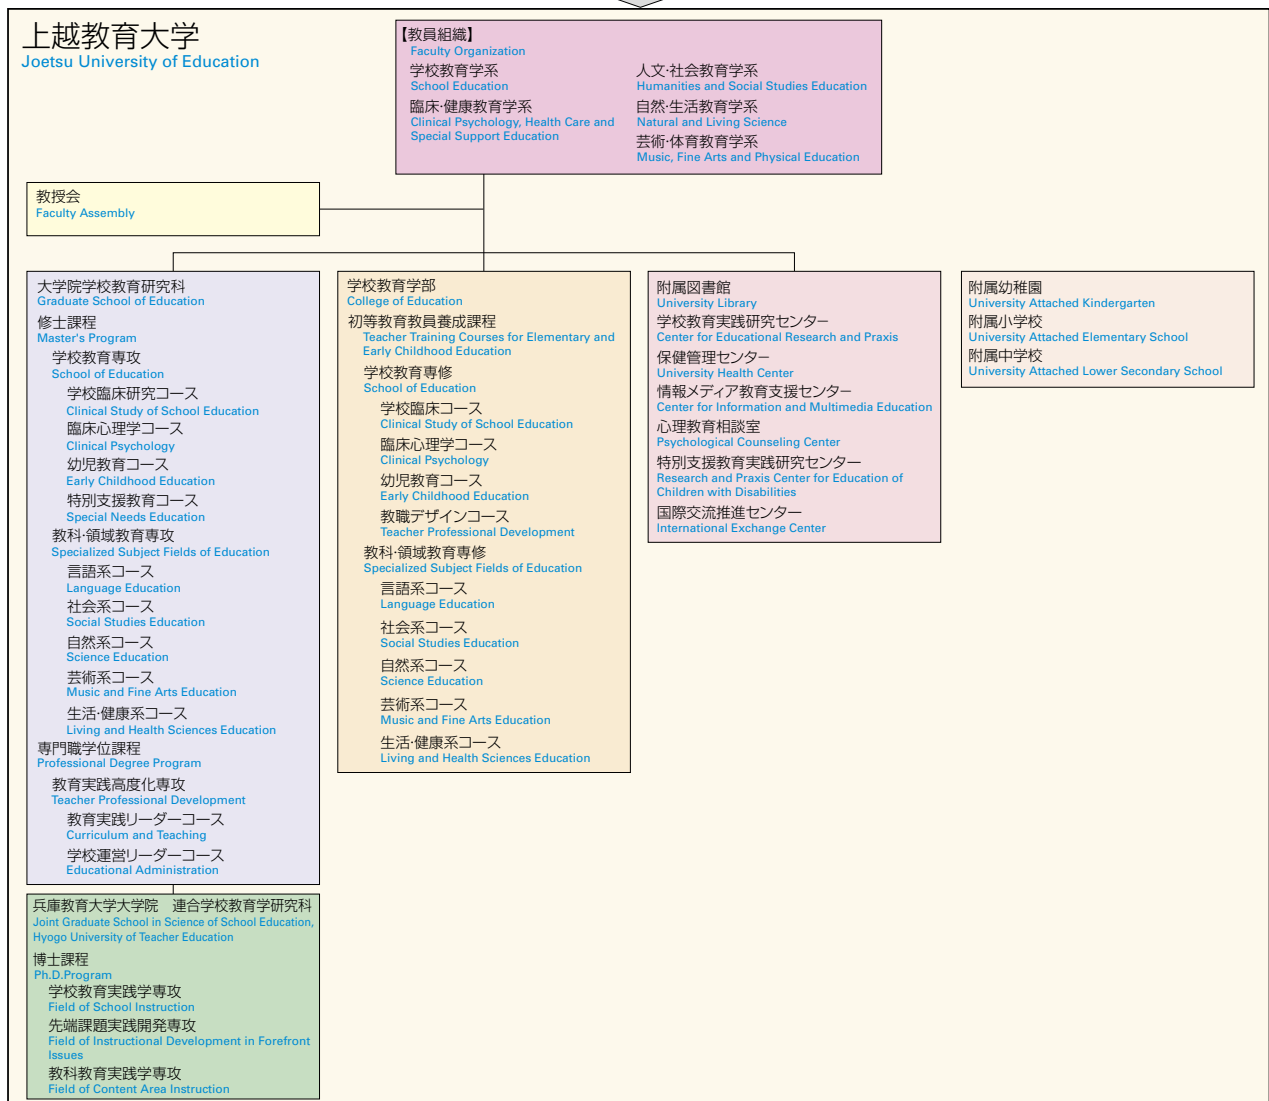 上越教育大学
Joetsu University of Education
【教員組織】
Faculty Organization
学校教育学系
School Education
臨床·健康教育学系
Clinical Psychology, Health Care and
Special Support Education
人文·社会教育学系
Humanities and Social Studies Education
自然·生活教育学系
Natural and Living Science
芸術·体育教育学系
Music, Fine Arts and Physical Education
教授会
Faculty Assembly
大学院学校教育研究科
Graduate School of Education
修士課程
Master's Program
学校教育専攻
School of Education
学校臨床研究コース
Clinical Study of School Education
臨床心理学コース
Clinical Psychology
幼児教育コース
Early Childhood Education
特別支援教育コース
Special Needs Education
教科·領域教育専攻
Specialized Subject Fields of Education
言語系コース
Language Education
社会系コース
Social Studies Education
自然系コース
Science Education
芸術系コース
Music and Fine Arts Education
生活·健康系コース
Living and Health Sciences Education
専門職学位課程
Professional Degree Program
教育実践高度化専攻
Teacher Professional Development
教育実践リーダーコース
Curriculum and Teaching
学校運営リーダーコース
Educational Administration
兵庫教育大学大学院　連合学校教育学研究科
Joint Graduate School in Science of School Education,
Hyogo University of Teacher Education
博士課程
Ph.D.Program
学校教育実践学専攻
Field of School Instruction
先端課題実践開発専攻
Field of Instructional Development in Forefront
Issues
教科教育実践学専攻
Field of Content Area Instruction
学校教育学部
College of Education
初等教育教員養成課程
Teacher Training Courses for Elementary and
Early Childhood Education
学校教育専修
School of Education
学校臨床コース
Clinical Study of School Education
臨床心理学コース
Clinical Psychology
幼児教育コース
Early Childhood Education
教職デザインコース
Teacher Professional Development
教科·領域教育専修
Specialized Subject Fields of Education
言語系コース
Language Education
社会系コース
Social Studies Education
自然系コース
Science Education
芸術系コース
Music and Fine Arts Education
生活·健康系コース
Living and Health Sciences Education
附属図書館
University Library
学校教育実践研究センター
Center for Educational Research and Praxis
保健管理センター
University Health Center
情報メディア教育支援センター
Center for Information and Multimedia Education
心理教育相談室
Psychological Counseling Center
特別支援教育実践研究センター
Research and Praxis Center for Education of
Children with Disabilities
国際交流推進センター
International Exchange Center
附属幼稚園
University Attached Kindergarten
附属小学校
University Attached Elementary School
附属中学校
University Attached Lower Secondary School